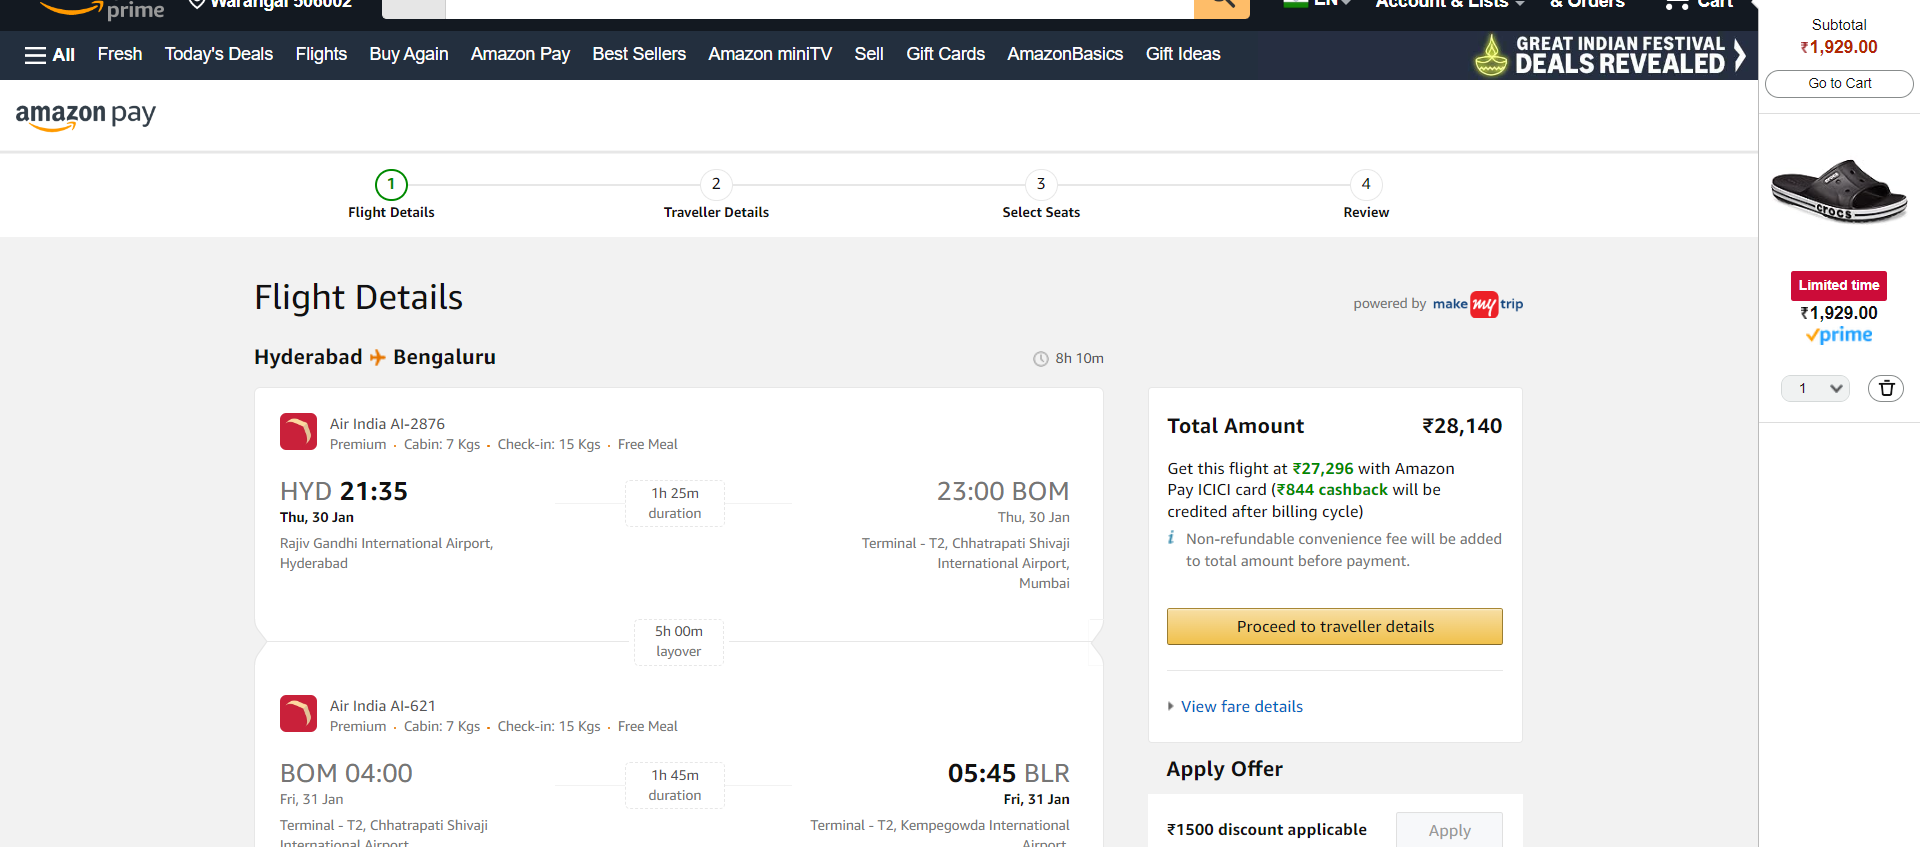 prime
Warangal 506002
EN
Account & Lists
& Orders
Cart
All
Fresh
Today's Deals
Flights
Buy Again
Amazon Pay
Best Sellers
Amazon miniTV
Sell
Gift Cards
AmazonBasics
Gift Ideas
GREAT INDIAN FESTIVAL
DEALS REVEALED
Subtotal
₹1,929.00
Go to Cart
amazon pay
1
Flight Details
2
Traveller Details
3
Select Seats
4
Review
crocs
Limited time
₹1,929.00
prime
1
Flight Details
powered by make my trip
Hyderabad Bengaluru
8h 10m
Air India AI-2876
Premium · Cabin: 7 Kgs · Check-in: 15 Kgs · Free Meal
HYD 21:35
Thu, 30 Jan
Rajiv Gandhi International Airport,
Hyderabad
1h 25m
duration
23:00 BOM
Thu, 30 Jan
Terminal - T2, Chhatrapati Shivaji
International Airport,
Mumbai
5h 00m
layover
Air India AI-621
Premium · Cabin: 7 Kgs · Check-in: 15 Kgs · Free Meal
BOM 04:00
Fri, 31 Jan
Terminal - T2, Chhatrapati Shivaji
International Airport
1h 45m
duration
05:45 BLR
Fri, 31 Jan
Terminal - T2, Kempegowda International
Airport,
Total Amount ₹28,140
Get this flight at ₹27,296 with Amazon
Pay ICICI card (₹844 cashback will be
credited after billing cycle)
i Non-refundable convenience fee will be added
to total amount before payment.
Proceed to traveller details
View fare details
Apply Offer
₹1500 discount applicable
Apply